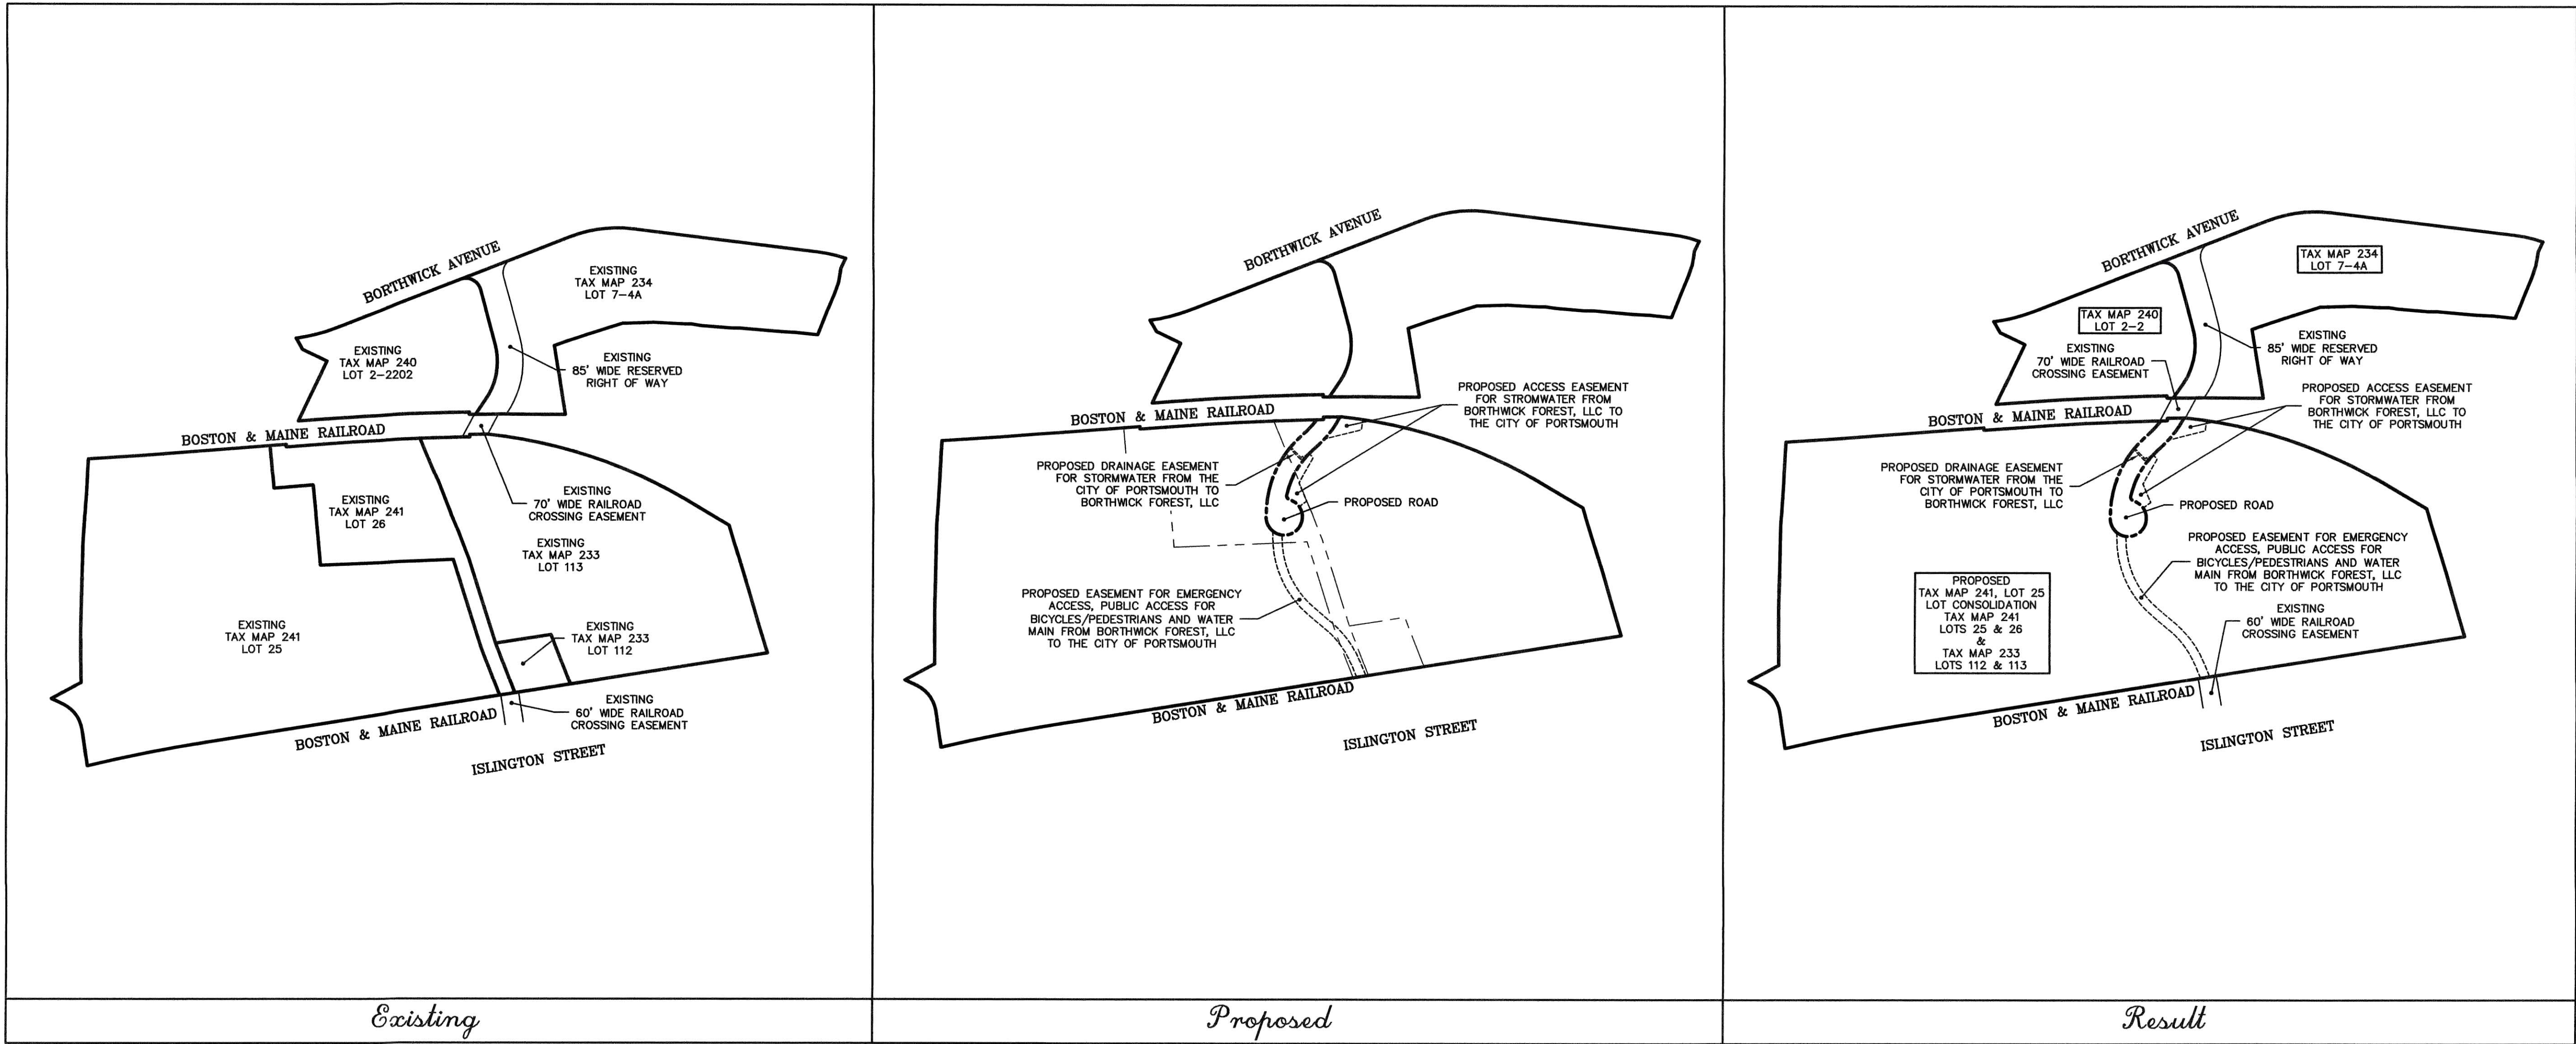 BORTHWICK AVENUE
EXISTING
TAX MAP 234
LOT 7-4A
EXISTING
TAX MAP 240
LOT 2-2202
EXISTING
85' WIDE RESERVED
RIGHT OF WAY
BOSTON & MAINE RAILROAD
EXISTING
TAX MAP 241
LOT 26
EXISTING
70' WIDE RAILROAD
CROSSING EASEMENT
EXISTING
TAX MAP 233
LOT 113
EXISTING
TAX MAP 241
LOT 25
EXISTING
TAX MAP 233
LOT 112
EXISTING
60' WIDE RAILROAD
CROSSING EASEMENT
BOSTON & MAINE RAILROAD
ISLINGTON STREET
Existing
BORTHWICK AVENUE
PROPOSED ACCESS EASEMENT
FOR STROMWATER FROM
BORTHWICK FOREST, LLC TO
THE CITY OF PORTSMOUTH
BOSTON & MAINE RAILROAD
PROPOSED DRAINAGE EASEMENT
FOR STORMWATER FROM THE
CITY OF PORTSMOUTH TO
BORTHWICK FOREST, LLC
PROPOSED ROAD
PROPOSED EASEMENT FOR EMERGENCY
ACCESS, PUBLIC ACCESS FOR
BICYCLES/PEDESTRIANS AND WATER
MAIN FROM BORTHWICK FOREST, LLC
TO THE CITY OF PORTSMOUTH
BOSTON & MAINE RAILROAD
ISLINGTON STREET
Proposed
BORTHWICK AVENUE
TAX MAP 234
LOT 7-4A
TAX MAP 240
LOT 2-2
EXISTING
70' WIDE RAILROAD
CROSSING EASEMENT
EXISTING
85' WIDE RESERVED
RIGHT OF WAY
PROPOSED ACCESS EASEMENT
FOR STORMWATER FROM
BORTHWICK FOREST, LLC TO
THE CITY OF PORTSMOUTH
BOSTON & MAINE RAILROAD
PROPOSED DRAINAGE EASEMENT
FOR STORMWATER FROM THE
CITY OF PORTSMOUTH TO
BORTHWICK FOREST, LLC
PROPOSED ROAD
PROPOSED EASEMENT FOR EMERGENCY
ACCESS, PUBLIC ACCESS FOR
BICYCLES/PEDESTRIANS AND WATER
MAIN FROM BORTHWICK FOREST, LLC
TO THE CITY OF PORTSMOUTH
PROPOSED
TAX MAP 241, LOT 25
LOT CONSOLIDATION
TAX MAP 241
LOTS 25 & 26
&
TAX MAP 233
LOTS 112 & 113
EXISTING
60' WIDE RAILROAD
CROSSING EASEMENT
BOSTON & MAINE RAILROAD
ISLINGTON STREET
Result